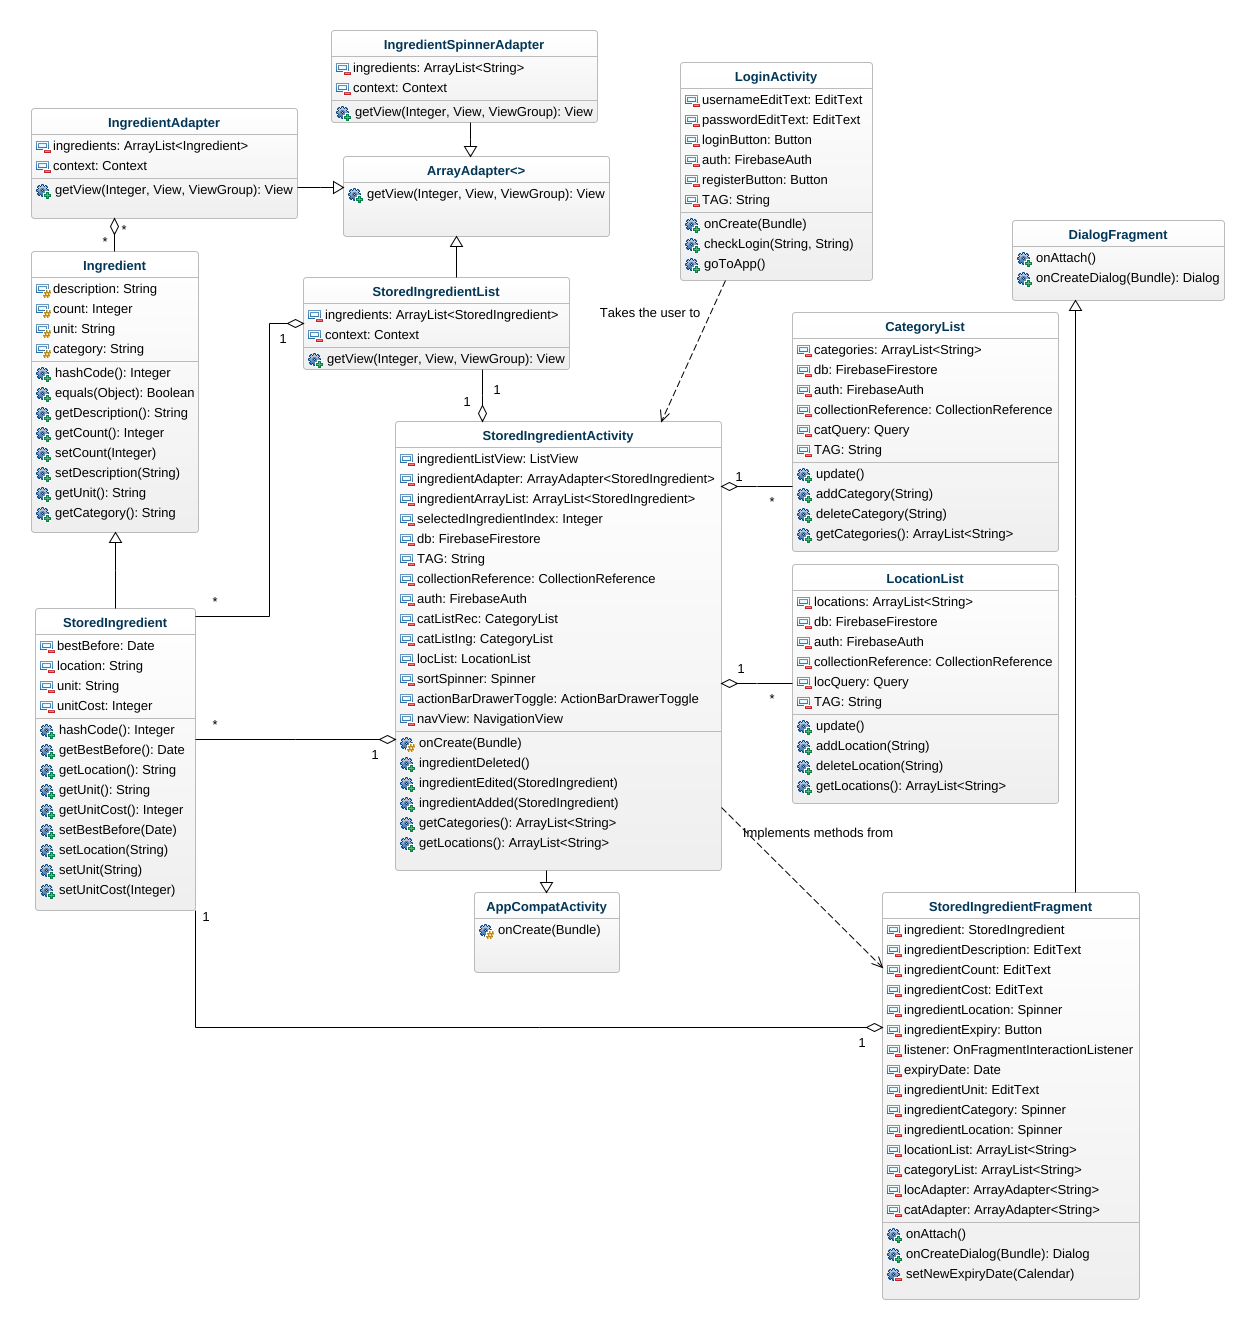 IngredientSpinnerAdapter
ingredients: ArrayList<String>
context: Context
getView(Integer, View, ViewGroup): View
IngredientAdapter
ingredients: ArrayList<Ingredient>
context: Context
getView(Integer, View, ViewGroup): View
ArrayAdapter<>
getView(Integer, View, ViewGroup): View
LoginActivity
usernameEditText: EditText
passwordEditText: EditText
loginButton: Button
auth: FirebaseAuth
registerButton: Button
TAG: String
onCreate(Bundle)
checkLogin(String, String)
goToApp()
DialogFragment
onAttach()
onCreateDialog(Bundle): Dialog
*
*
Ingredient
description: String
count: Integer
unit: String
category: String
hashCode(): Integer
equals(Object): Boolean
getDescription(): String
getCount(): Integer
setCount(Integer)
setDescription(String)
getUnit(): String
getCategory(): String
StoredIngredientList
ingredients: ArrayList<StoredIngredient>
context: Context
getView(Integer, View, ViewGroup): View
1
*
1
1
Takes the user to
CategoryList
categories: ArrayList<String>
db: FirebaseFirestore
auth: FirebaseAuth
collectionReference: CollectionReference
catQuery: Query
TAG: String
update()
addCategory(String)
deleteCategory(String)
getCategories(): ArrayList<String>
StoredIngredientActivity
ingredientListView: ListView
ingredientAdapter: ArrayAdapter<StoredIngredient>
ingredientArrayList: ArrayList<StoredIngredient>
selectedIngredientIndex: Integer
db: FirebaseFirestore
TAG: String
collectionReference: CollectionReference
auth: FirebaseAuth
catListRec: CategoryList
catListIng: CategoryList
locList: LocationList
sortSpinner: Spinner
actionBarDrawerToggle: ActionBarDrawerToggle
navView: NavigationView
onCreate(Bundle)
ingredientDeleted()
ingredientEdited(StoredIngredient)
ingredientAdded(StoredIngredient)
getCategories(): ArrayList<String>
getLocations(): ArrayList<String>
1
*
LocationList
locations: ArrayList<String>
db: FirebaseFirestore
auth: FirebaseAuth
collectionReference: CollectionReference
locQuery: Query
TAG: String
update()
addLocation(String)
deleteLocation(String)
getLocations(): ArrayList<String>
1
*
StoredIngredient
bestBefore: Date
location: String
unit: String
unitCost: Integer
hashCode(): Integer
getBestBefore(): Date
getLocation(): String
getUnit(): String
getUnitCost(): Integer
setBestBefore(Date)
setLocation(String)
setUnit(String)
setUnitCost(Integer)
*
1
Implements methods from
AppCompatActivity
onCreate(Bundle)
1
1
StoredIngredientFragment
ingredient: StoredIngredient
ingredientDescription: EditText
ingredientCount: EditText
ingredientCost: EditText
ingredientLocation: Spinner
ingredientExpiry: Button
listener: OnFragmentInteractionListener
expiryDate: Date
ingredientUnit: EditText
ingredientCategory: Spinner
ingredientLocation: Spinner
locationList: ArrayList<String>
categoryList: ArrayList<String>
locAdapter: ArrayAdapter<String>
catAdapter: ArrayAdapter<String>
onAttach()
onCreateDialog(Bundle): Dialog
setNewExpiryDate(Calendar)